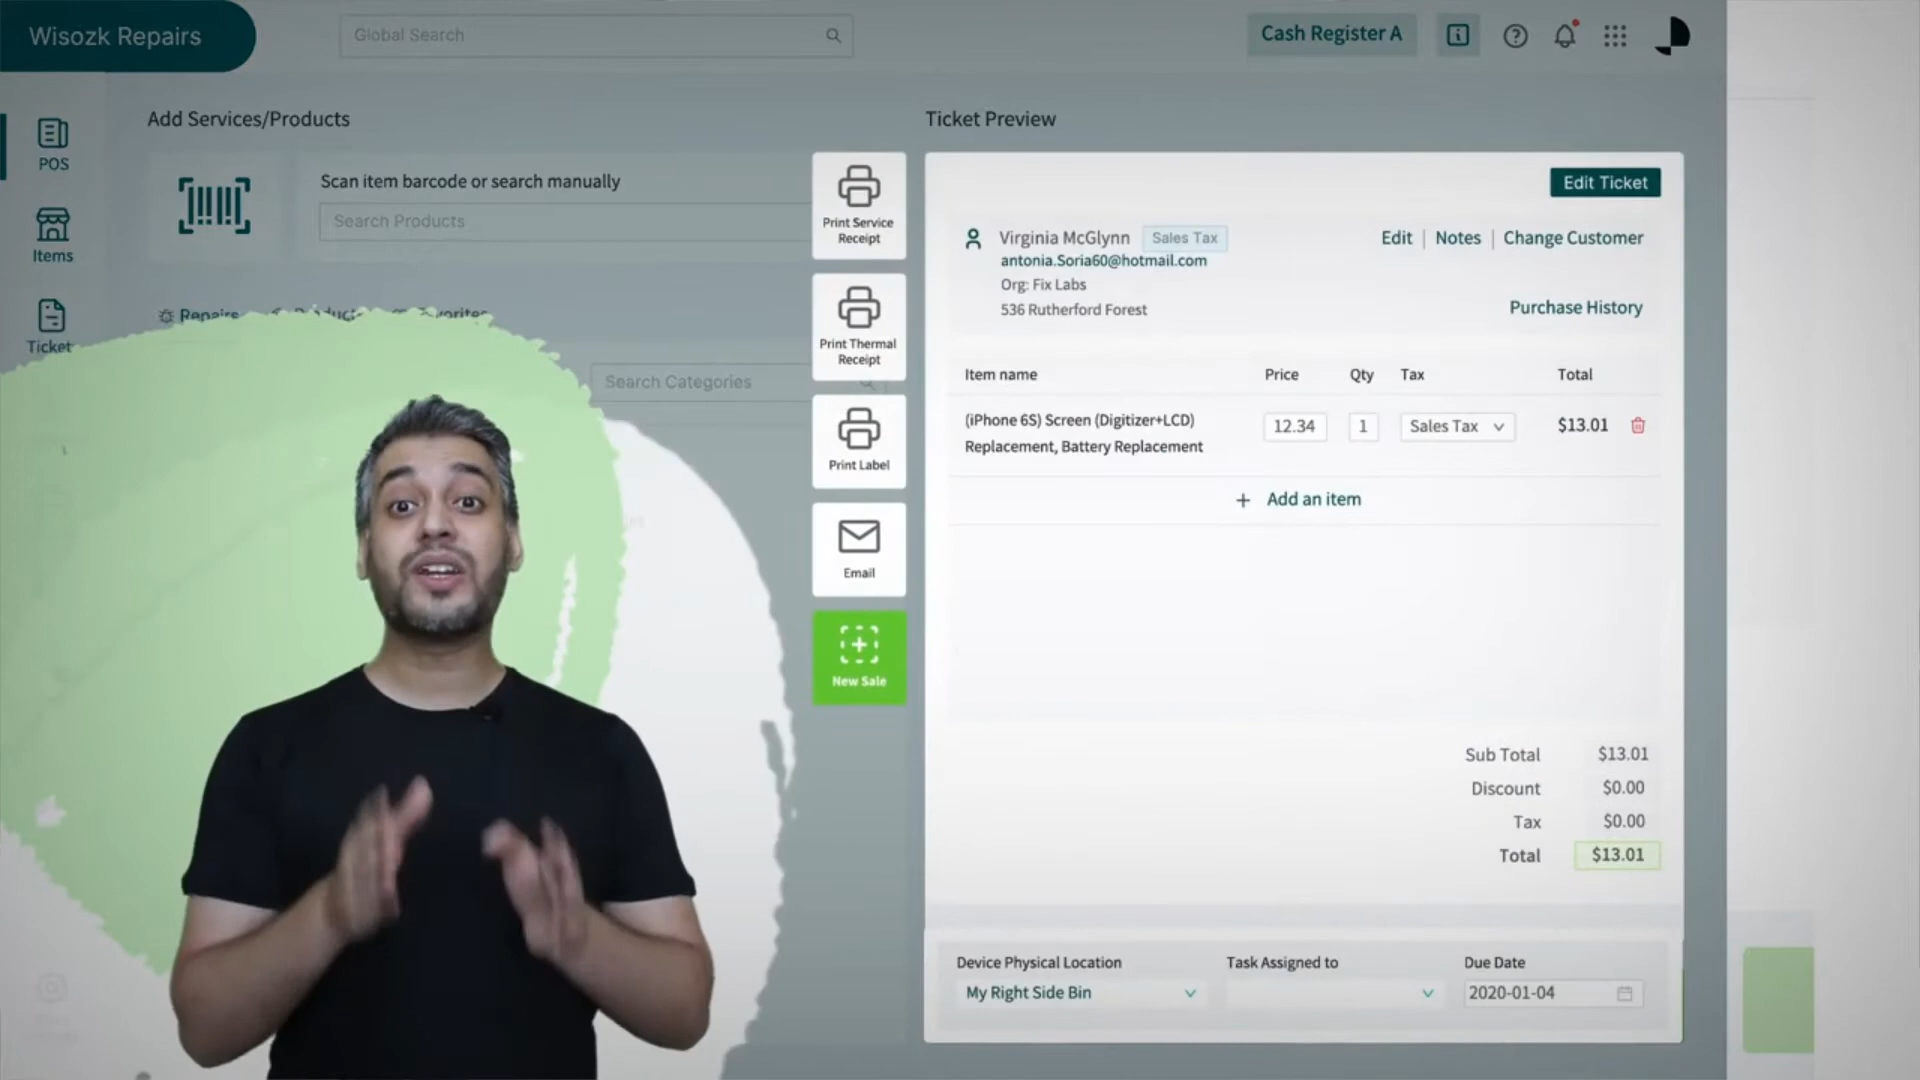 Wisozk Repairs
Global Search
Cash Register A
POS
Items
Ticket
Add Services/Products
Scan item barcode or search manually
Search Products
Repairs
Search Categories
Print Service
Receipt
Print Thermal
Receipt
Print Label
Email
New Sale
Ticket Preview
Edit Ticket
Virginia McGlynn Sales Tax
Edit | Notes | Change Customer
antonia.Soria60@hotmail.com
Org: Fix Labs
536 Rutherford Forest
Purchase History
Item name Price Qty Tax Total
(iPhone 6S) Screen (Digitizer+LCD)
Replacement, Battery Replacement
12.34 1 Sales Tax $13.01
+ Add an item
Sub Total $13.01
Discount $0.00
Tax $0.00
Total $13.01
Device Physical Location Task Assigned to Due Date
My Right Side Bin 2020-01-04